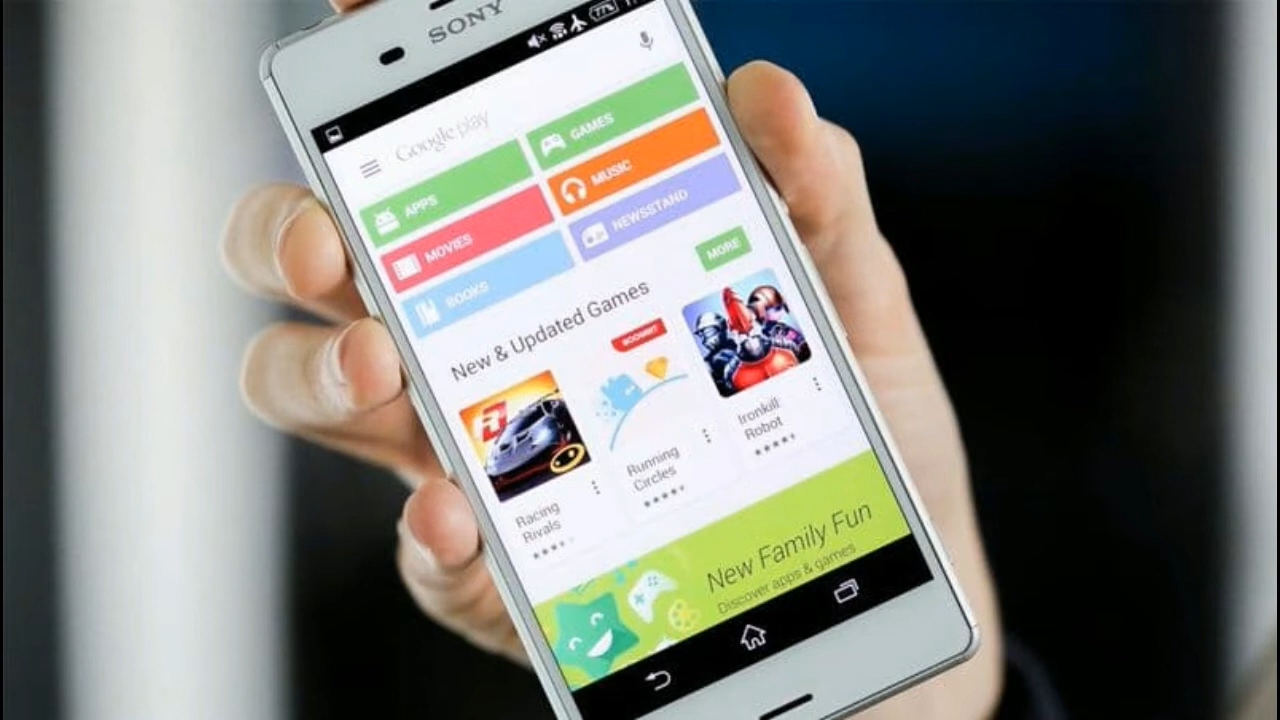 SONY
77%
Google play
APPS
GAMES
MOVIES
MUSIC
BOOKS
NEWSSTAND
New & Updated Games
MORE
Racing
Rivals
Running
Circles
Ironkill
Robot
New Family Fun
Discover apps & games